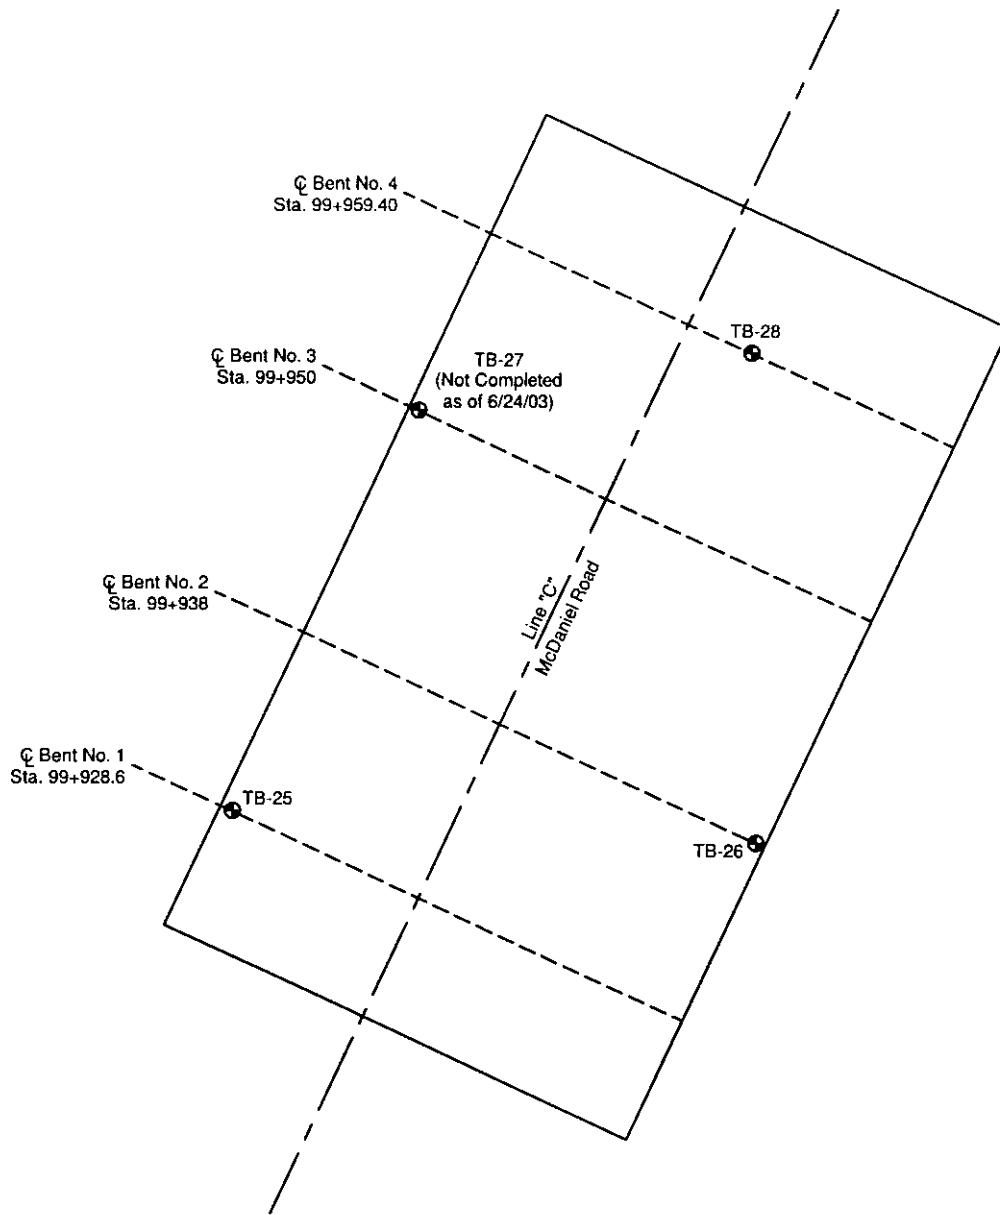 ℄ Bent No. 4
Sta. 99+959.40
TB-28
℄ Bent No. 3
Sta. 99+950
TB-27
(Not Completed
as of 6/24/03)
℄ Bent No. 2
Sta. 99+938
Line "C"
McDaniel Road
℄ Bent No. 1
Sta. 99+928.6
TB-25
TB-26